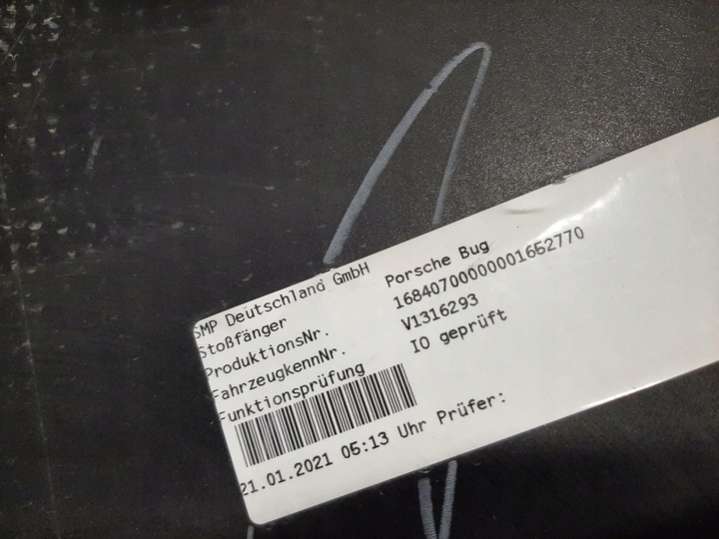 SMP Deutschland GmbH
Stoßfänger Porsche Bug
ProduktionsNr. 16840700000001652770
FahrzeugkennNr. V1316293
Funktionsprüfung IO geprüft
21.01.2021 05:13 Uhr Prüfer: